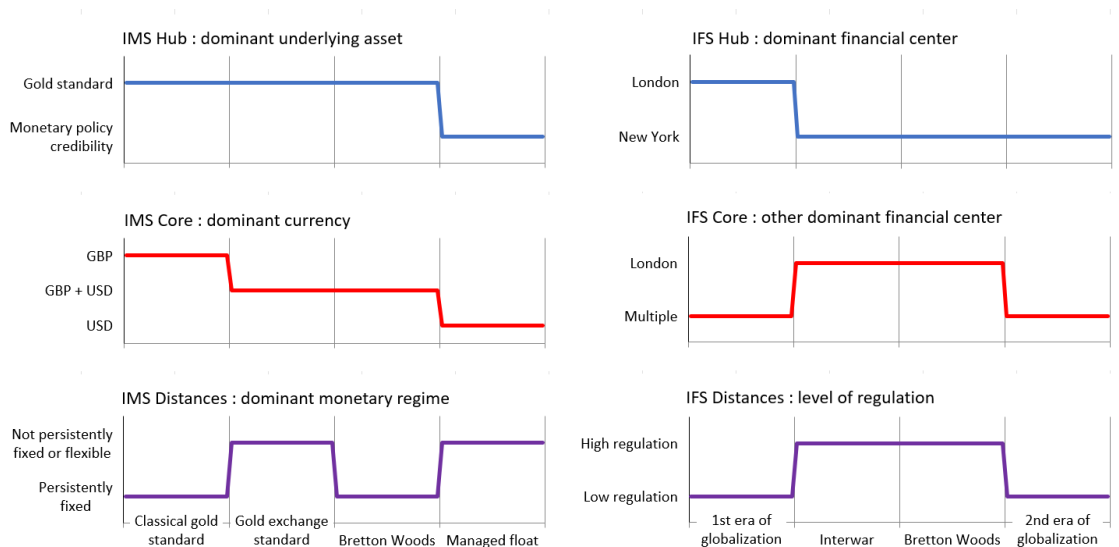 IMS Hub : dominant underlying asset
Gold standard
Monetary policy
credibility
IFS Hub : dominant financial center
London
New York
IMS Core : dominant currency
GBP
GBP + USD
USD
IFS Core : other dominant financial center
London
Multiple
IMS Distances : dominant monetary regime
Not persistently
fixed or flexible
Persistently
fixed
Classical gold
standard
Gold exchange
standard
Bretton Woods
Managed float
IFS Distances : level of regulation
High regulation
Low regulation
1st era of
globalization
Interwar
Bretton Woods
2nd era of
globalization